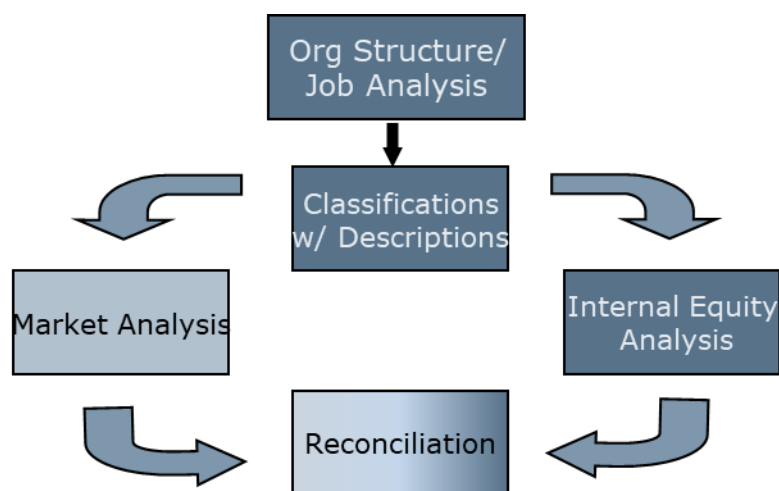 Org Structure/
Job Analysis
Classifications
w/ Descriptions
Market Analysis
Internal Equity
Analysis
Reconciliation